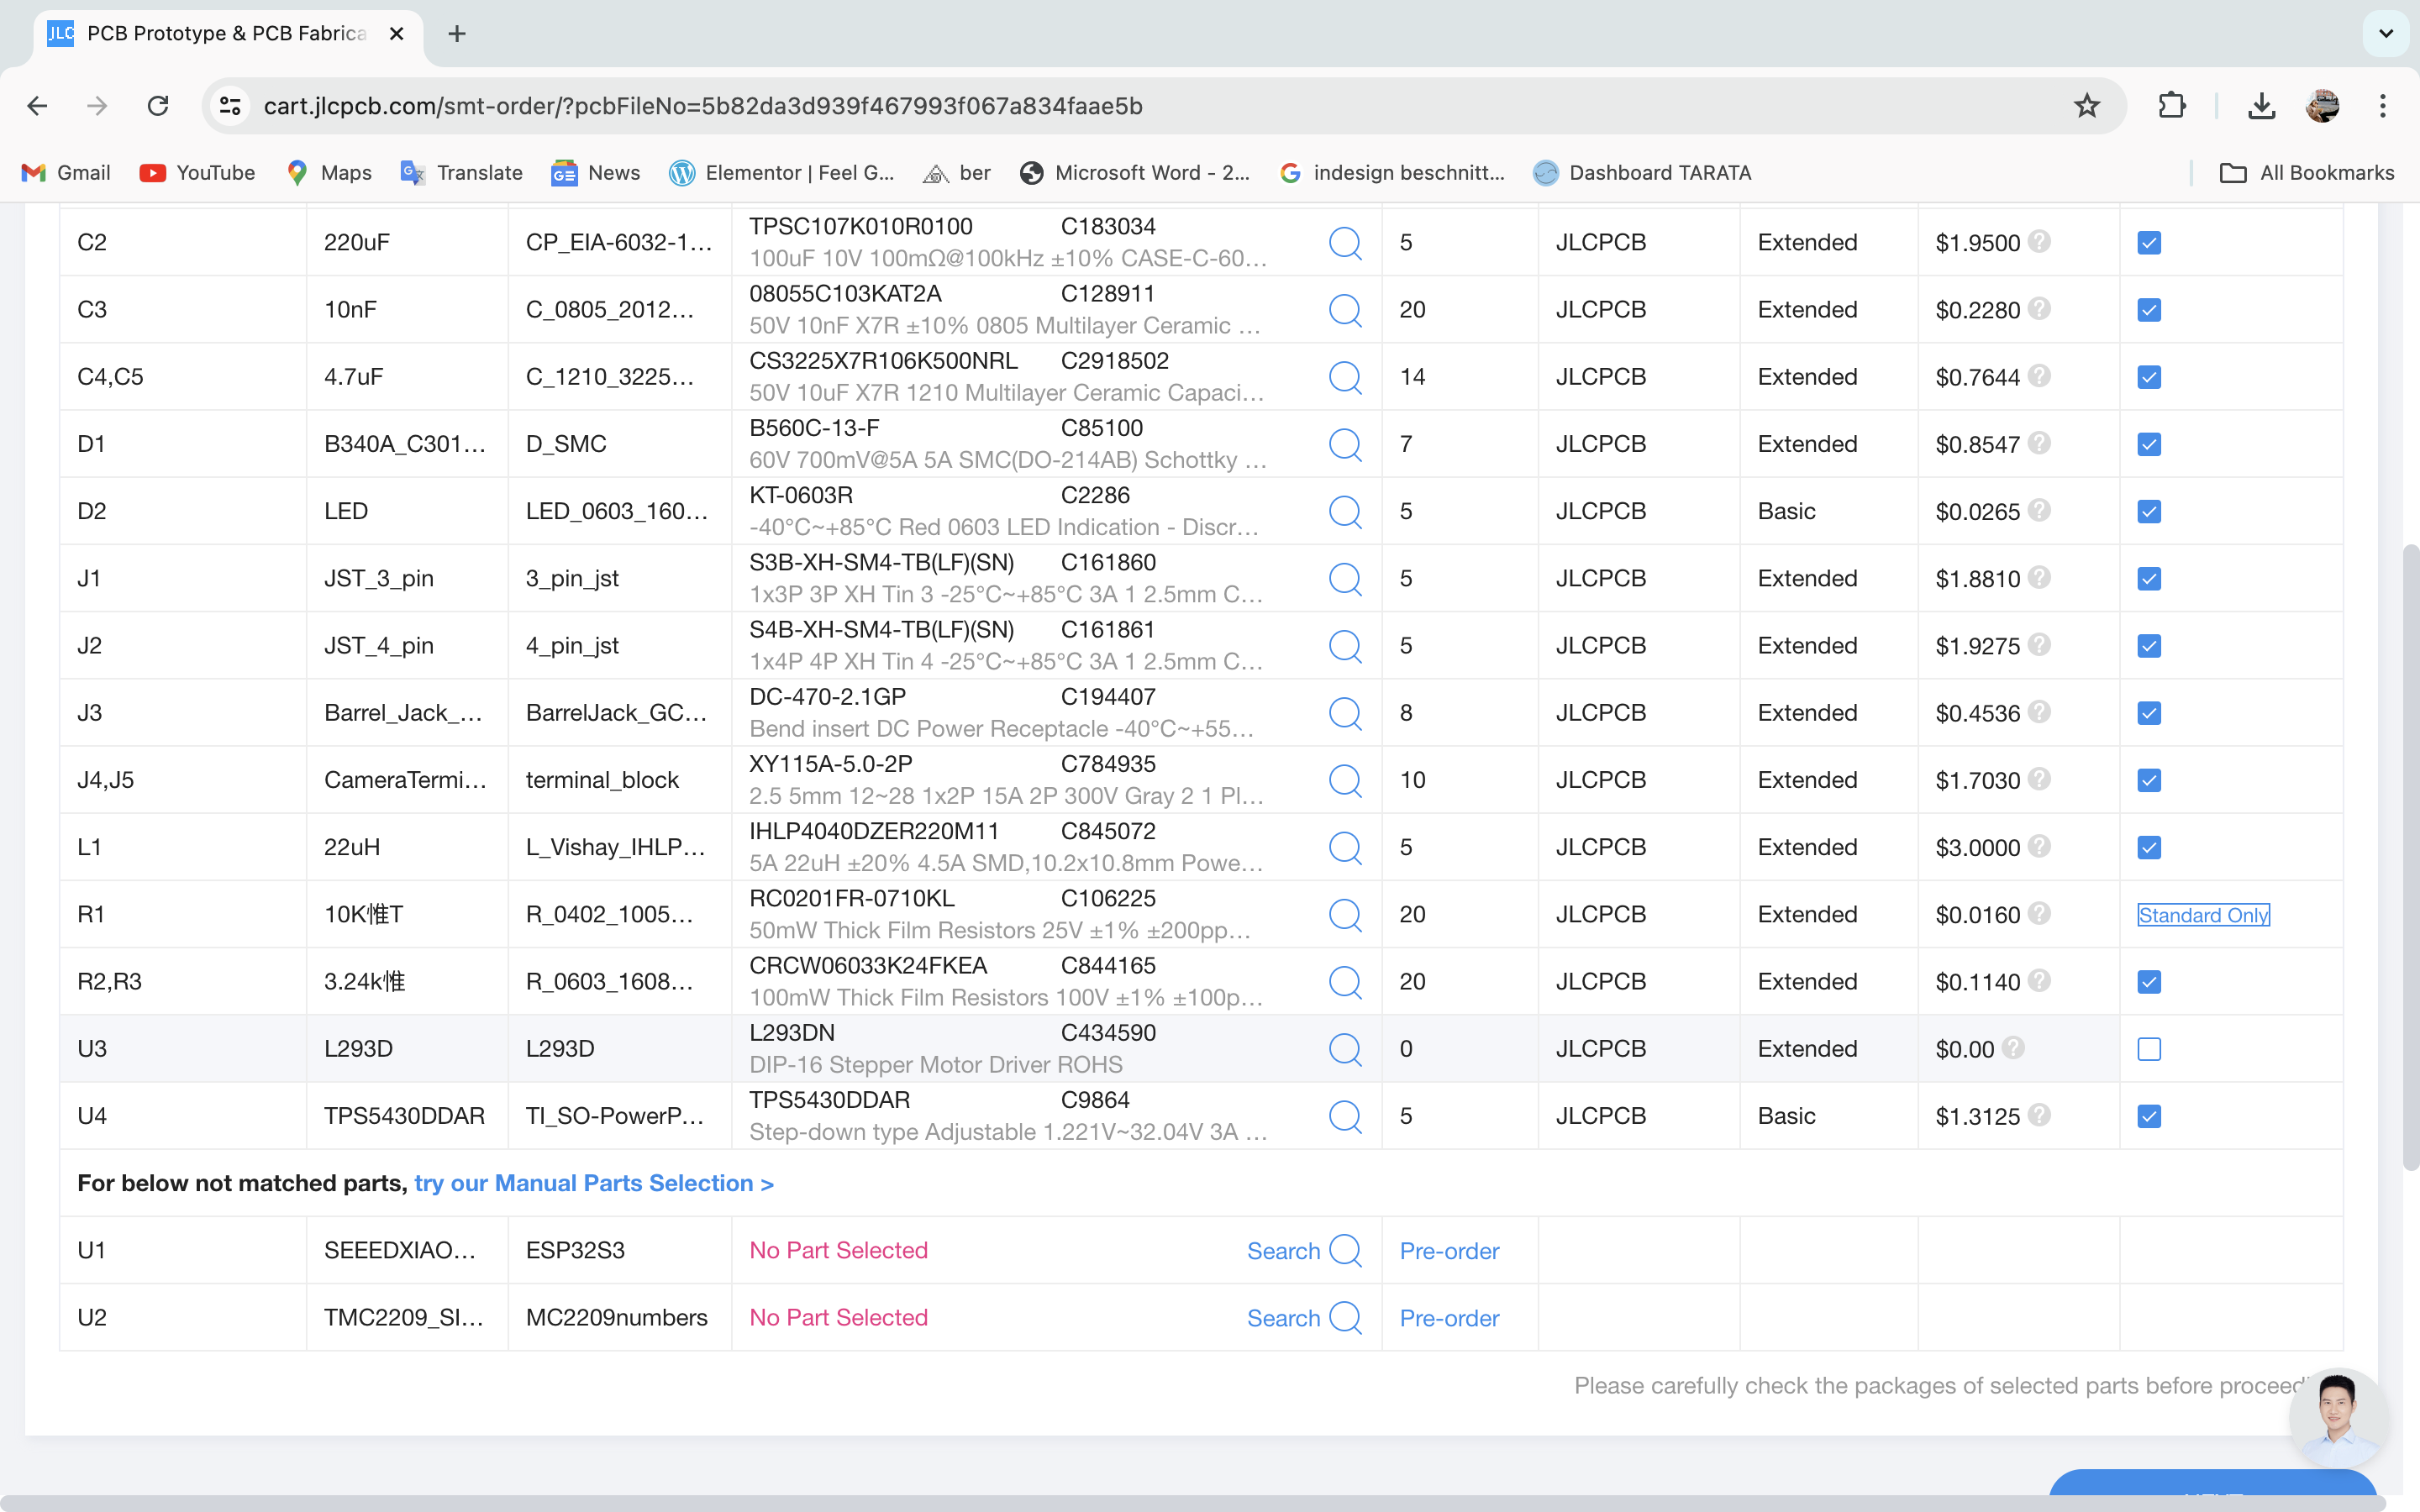 JLC PCB Prototype & PCB Fabrica
cart.jlcpcb.com/smt-order/?pcbFileNo=5b82da3d939f467993f067a834faae5b
Gmail YouTube Maps Translate News Elementor | Feel G... ber Microsoft Word - 2... indesign beschnitt... Dashboard TARATA All Bookmarks
C2 220uF CP_EIA-6032-1... TPSC107K010R0100 C183034 5 JLCPCB Extended $1.9500
100uF 10V 100mΩ@100kHz ±10% CASE-C-60...
C3 10nF C_0805_2012... 08055C103KAT2A C128911 20 JLCPCB Extended $0.2280
50V 10nF X7R ±10% 0805 Multilayer Ceramic ...
C4,C5 4.7uF C_1210_3225... CS3225X7R106K500NRL C2918502 14 JLCPCB Extended $0.7644
50V 10uF X7R 1210 Multilayer Ceramic Capaci...
D1 B340A_C301... D_SMC B560C-13-F C85100 7 JLCPCB Extended $0.8547
60V 700mV@5A 5A SMC(DO-214AB) Schottky ...
D2 LED LED_0603_160... KT-0603R C2286 5 JLCPCB Basic $0.0265
-40°C~+85°C Red 0603 LED Indication - Discr...
J1 JST_3_pin 3_pin_jst S3B-XH-SM4-TB(LF)(SN) C161860 5 JLCPCB Extended $1.8810
1x3P 3P XH Tin 3 -25°C~+85°C 3A 1 2.5mm C...
J2 JST_4_pin 4_pin_jst S4B-XH-SM4-TB(LF)(SN) C161861 5 JLCPCB Extended $1.9275
1x4P 4P XH Tin 4 -25°C~+85°C 3A 1 2.5mm C...
J3 Barrel_Jack_... BarrelJack_GC... DC-470-2.1GP C194407 8 JLCPCB Extended $0.4536
Bend insert DC Power Receptacle -40°C~+55...
J4,J5 CameraTermi... terminal_block XY115A-5.0-2P C784935 10 JLCPCB Extended $1.7030
2.5 5mm 12~28 1x2P 15A 2P 300V Gray 2 1 Pl...
L1 22uH L_Vishay_IHLP... IHLP4040DZER220M11 C845072 5 JLCPCB Extended $3.0000
5A 22uH ±20% 4.5A SMD,10.2x10.8mm Powe...
R1 10K惟T R_0402_1005... RC0201FR-0710KL C106225 20 JLCPCB Extended $0.0160 Standard Only
50mW Thick Film Resistors 25V ±1% ±200pp...
R2,R3 3.24k惟 R_0603_1608... CRCW06033K24FKEA C844165 20 JLCPCB Extended $0.1140
100mW Thick Film Resistors 100V ±1% ±100p...
U3 L293D L293D L293DN C434590 0 JLCPCB Extended $0.00
DIP-16 Stepper Motor Driver ROHS
U4 TPS5430DDAR TI_SO-PowerP... TPS5430DDAR C9864 5 JLCPCB Basic $1.3125
Step-down type Adjustable 1.221V~32.04V 3A ...
For below not matched parts, try our Manual Parts Selection >
U1 SEEEDXIAO... ESP32S3 No Part Selected Search Pre-order
U2 TMC2209_SI... MC2209numbers No Part Selected Search Pre-order
Please carefully check the packages of selected parts before proceed